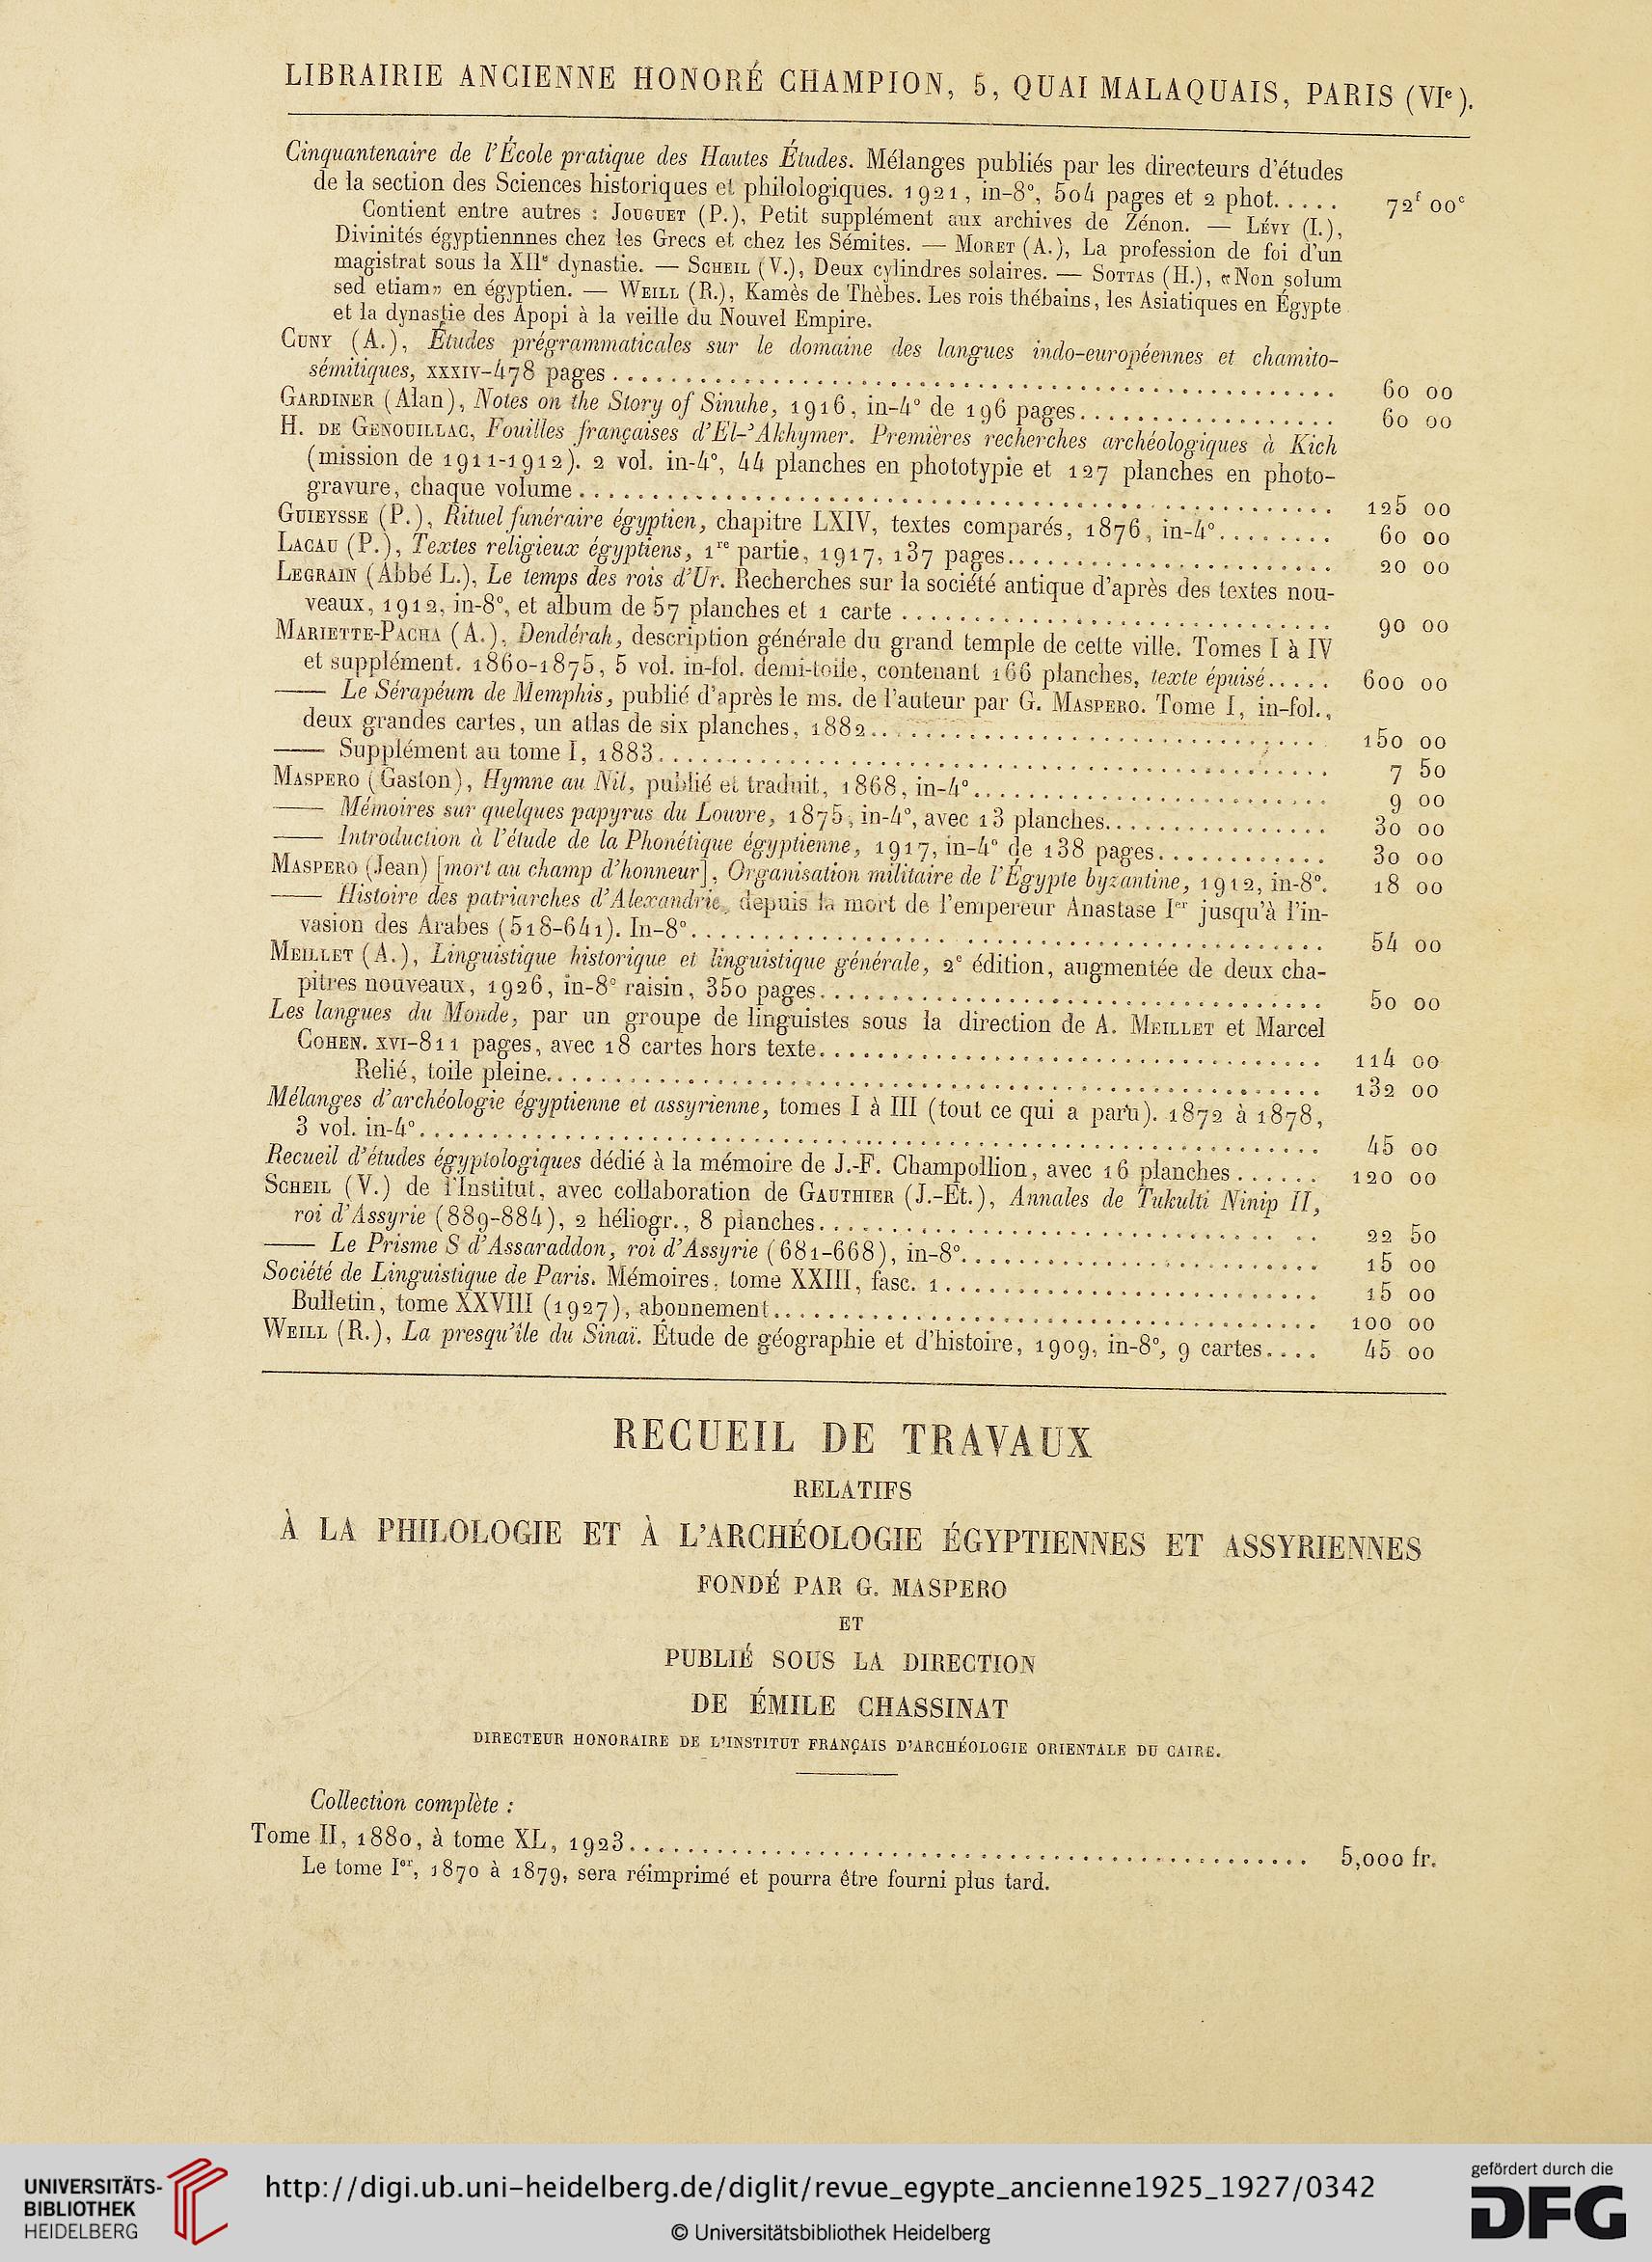 LIBRAIRIE ANCIENNE HONORÉ CHAMPION, 5, QUAI MALAQUAIS, PARIS (VIe).
Cinquantenaire de l'École pratique des Hautes Études. Mélanges publiés par les directeurs d'études
de la section des Sciences historiques et philologiques. 1921, in-8°, 504 pages et 2 phot..... 72f 00c
Contient entre autres : JOUGUET (P.), Petit supplément aux archives de Zénon. — LÉVY (I.),
Divinités égyptiennnes chez les Grecs et chez les Sémites. — MORET (A.), La profession de foi d'un
magistrat sous la XIIe dynastie. — SCHEIL (V.), Deux cylindres solaires. — SOTTAS (H.), «Non solum
sed etiam» en égyptien. — WEILL (R.), Kamès de Thèbes. Les rois thébains, les Asiatiques en Égypte
et la dynastie des Apopi à la veille du Nouvel Empire.
CUNY (A.), Études prégrammaticales sur le domaine des langues indo-européennes et chamito-
sémitiques, XXXIV-478 pages..... 60 00
GARDINER (Alan), Notes on the Story of Sinuhe, 1916, in-4° de 196 pages..... 60 00
H. DE GENOUILLAC, Fouilles françaises d'El-'Akhymer. Premières recherches archéologiques à Kich
(mission de 1911-1912). 2 vol. in-4°, 44 planches en phototypie et 127 planches en photo-
gravure, chaque volume..... 125 00
GUIEYSSE (P.), Rituel funéraire égyptien, chapitre LXIV, textes comparés, 1876, in-4°..... 60 00
LACAU (P.), Textes religieux égyptiens, 1re partie, 1917, 137 pages..... 20 00
LEGRAIN (Abbé L.), Le temps des rois d'Ur. Recherches sur la société antique d'après des textes nou-
veaux, 1912, in-8°, et album de 57 planches et 1 carte..... 90 00
MARIETTE-PACHA (A.), Dendérah, description générale du grand temple de cette ville. Tomes I à IV
et supplément. 1860-1875, 5 vol. in-fol. demi-toile, contenant 166 planches, texte épuisé..... 600 00
—— Le Sérapéum de Memphis, publié d'après le ms. de l'auteur par G. MASPERO. Tome I, in-fol.,
deux grandes cartes, un atlas de six planches, 1882..... 150 00
—— Supplément au tome I, 1883..... 7 50
MASPERO (Gaston), Hymne au Nil, publié et traduit, 1868, in-4°..... 9 00
—— Mémoires sur quelques papyrus du Louvre, 1875, in-4°, avec 13 planches..... 30 00
—— Introduction à l'étude de la Phonétique égyptienne, 1917, in-4° de 138 pages..... 30 00
MASPERO (Jean) [mort au champ d'honneur], Organisation militaire de l'Égypte byzantine, 1912, in-8°. 18 00
—— Histoire des patriarches d'Alexandrie, depuis la mort de l'empereur Anastase Ier jusqu'à l'in-
vasion des Arabes (518-641). In-8°..... 54 00
MEILLET (A.), Linguistique historique et linguistique générale, 2e édition, augmentée de deux cha-
pitres nouveaux, 1926, in-8° raisin, 350 pages..... 50 00
Les langues du Monde, par un groupe de linguistes sous la direction de A. MEILLET et Marcel
COHEN. XVI-811 pages, avec 18 cartes hors texte..... 114 00
Relié, toile pleine..... 132 00
Mélanges d'archéologie égyptienne et assyrienne, tomes I à III (tout ce qui a paru). 1872 à 1878,
3 vol. in-4°..... 45 00
Recueil d'études égyptologiques dédié à la mémoire de J.-F. Champollion, avec 16 planches..... 120 00
SCHEIL (V.) de l'Institut, avec collaboration de GAUTHIER (J.-Et.), Annales de Tukulti Ninip II,
roi d'Assyrie (889-884), 2 héliogr., 8 planches..... 22 50
—— Le Prisme S d'Assaraddon, roi d'Assyrie (681-668), in-8°..... 15 00
Société de Linguistique de Paris. Mémoires, tome XXIII, fasc. 1..... 15 00
Bulletin, tome XXVIII (1927), abonnement..... 100 00
WEILL (R.), La presqu'île du Sinaï. Étude de géographie et d'histoire, 1909, in-8°, 9 cartes.... 45 00
RECUEIL DE TRAVAUX
RELATIFS
À LA PHILOLOGIE ET À L'ARCHÉOLOGIE ÉGYPTIENNES ET ASSYRIENNES
FONDÉ PAR G. MASPERO
ET
PUBLIÉ SOUS LA DIRECTION
DE ÉMILE CHASSINAT
DIRECTEUR HONORAIRE DE L'INSTITUT FRANÇAIS D'ARCHÉOLOGIE ORIENTALE DU CAIRE.
Collection complète :
Tome II, 1880, à tome XL, 1923..... 5,000 fr.
Le tome Ier, 1870 à 1879, sera réimprimé et pourra être fourni plus tard.
UNIVERSITÄTS-
BIBLIOTHEK
HEIDELBERG
http://digi.ub.uni-heidelberg.de/diglit/revue_egypte_ancienne1925_1927/0342
© Universitätsbibliothek Heidelberg
gefördert durch die
DFG